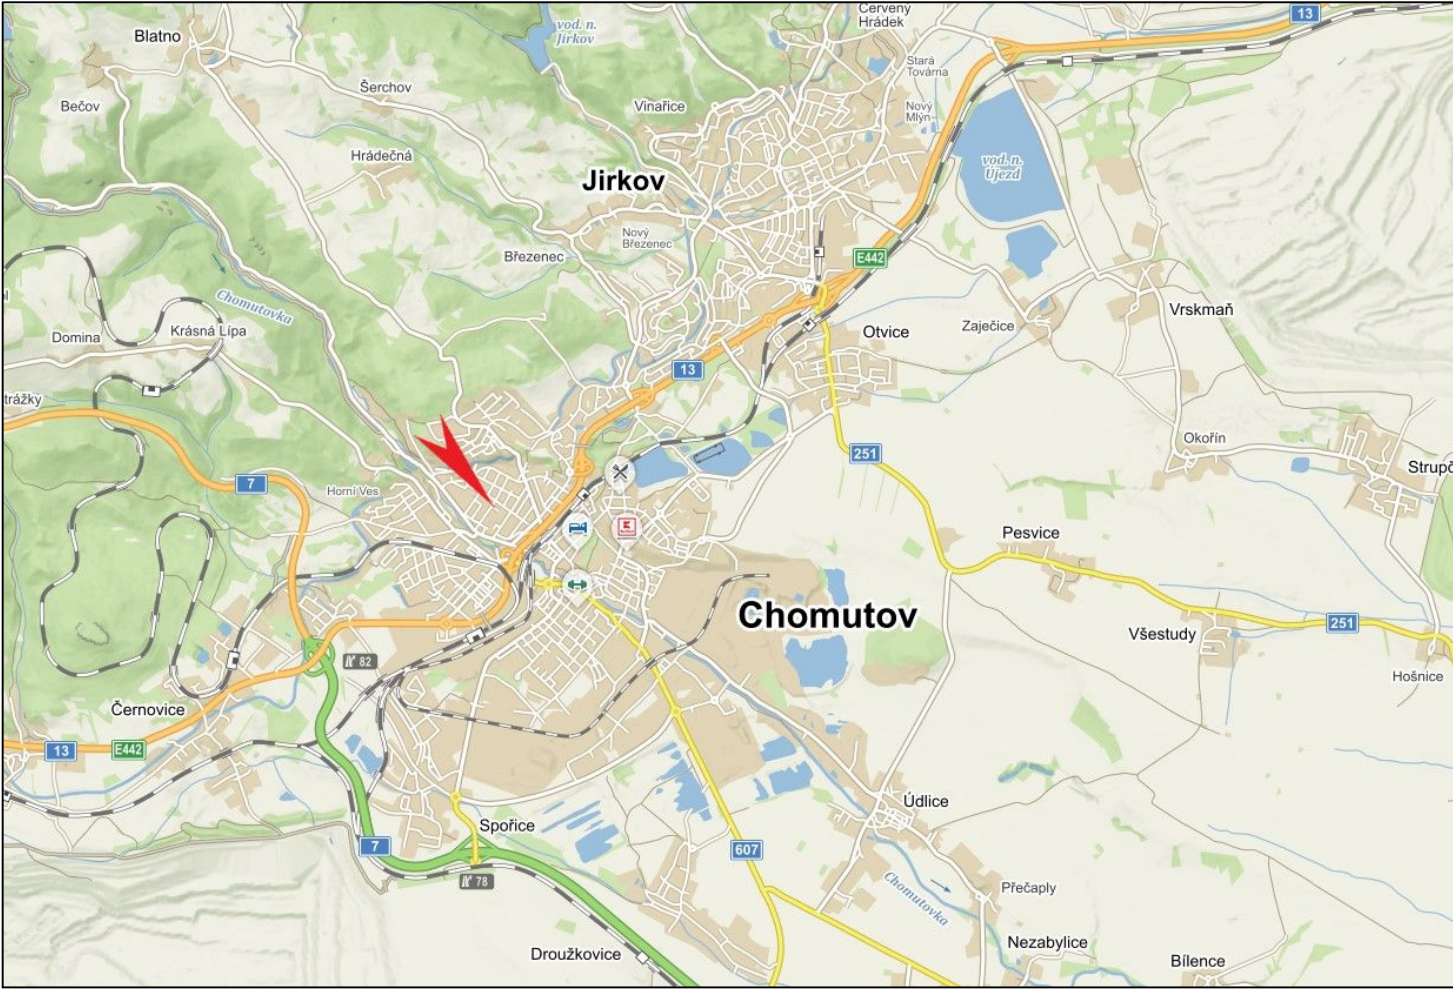 13
Červený
Hrádek
vod. n.
Jirkov
Blatno
Stará
Továrna
Šerchov
Bečov
Vinařice
Nový
Mlýn
Hrádečná
vod. n.
Újezd
Jirkov
Nový
Březenec
Březenec
E442
Chomutovka
Vrskmaň
Zaječice
Domina
Krásná Lípa
Otvice
13
trážky
Okořín
251
Strupč
7
Horní Ves
Pesvice
Chomutov
251
Všestudy
82
Hošnice
Černovice
13
E442
Údlice
Spořice
7
607
78
Chomutovka
Přečaply
Nezabylice
Droužkovice
Bílence